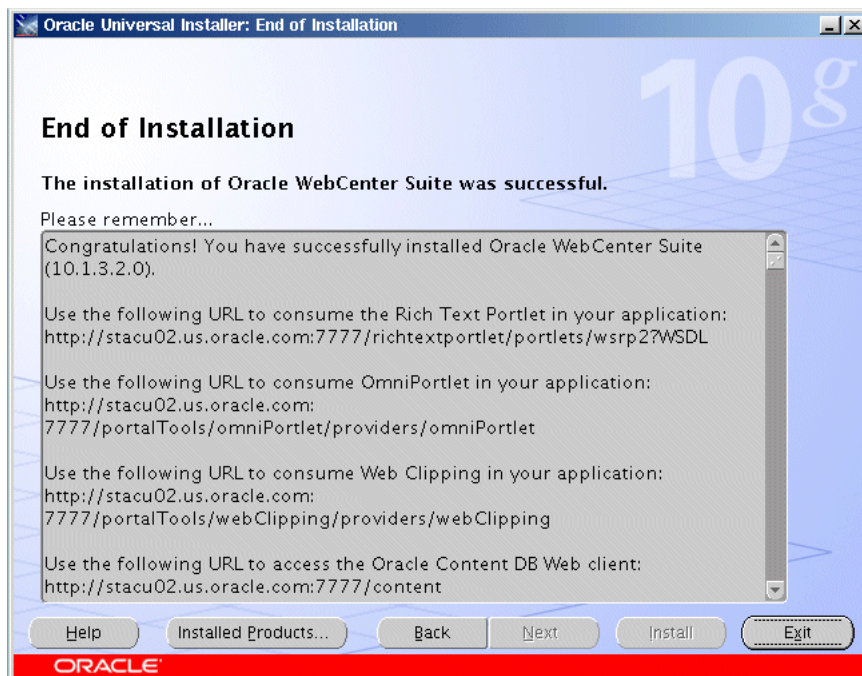 Oracle Universal Installer: End of Installation
10g
End of Installation
The installation of Oracle WebCenter Suite was successful.
Please remember...
Congratulations! You have successfully installed Oracle WebCenter Suite
(10.1.3.2.0).
Use the following URL to consume the Rich Text Portlet in your application:
http://stacu02.us.oracle.com:7777/richtextportlet/portlets/wsrp2?WSDL
Use the following URL to consume OmniPortlet in your application:
http://stacu02.us.oracle.com:
7777/portalTools/omniPortlet/providers/omniPortlet
Use the following URL to consume Web Clipping in your application:
http://stacu02.us.oracle.com:
7777/portalTools/webClipping/providers/webClipping
Use the following URL to access the Oracle Content DB Web client:
http://stacu02.us.oracle.com:7777/content
Help Installed Products... Back Next Install Exit
ORACLE